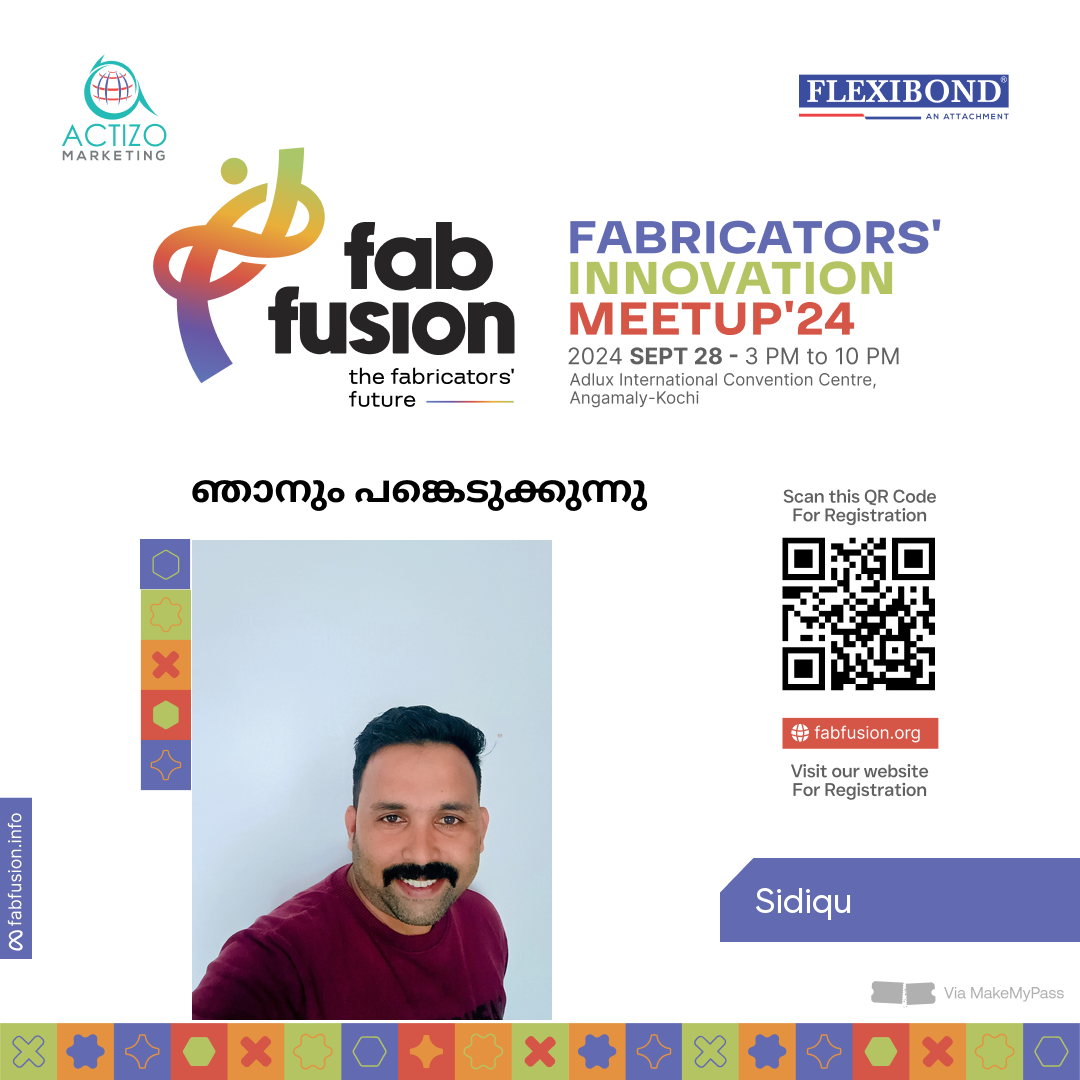 ACTIZO
MARKETING
FLEXIBOND®
AN ATTACHMENT
fab
fusion
the fabricators'
future
FABRICATORS'
INNOVATION
MEETUP'24
2024 SEPT 28 - 3 PM to 10 PM
Adlux International Convention Centre,
Angamaly-Kochi
ഞാനും പങ്കെടുക്കുന്നു
Scan this QR Code
For Registration
fabfusion.org
Visit our website
For Registration
fabfusion.info
Sidiqu
Via MakeMyPass